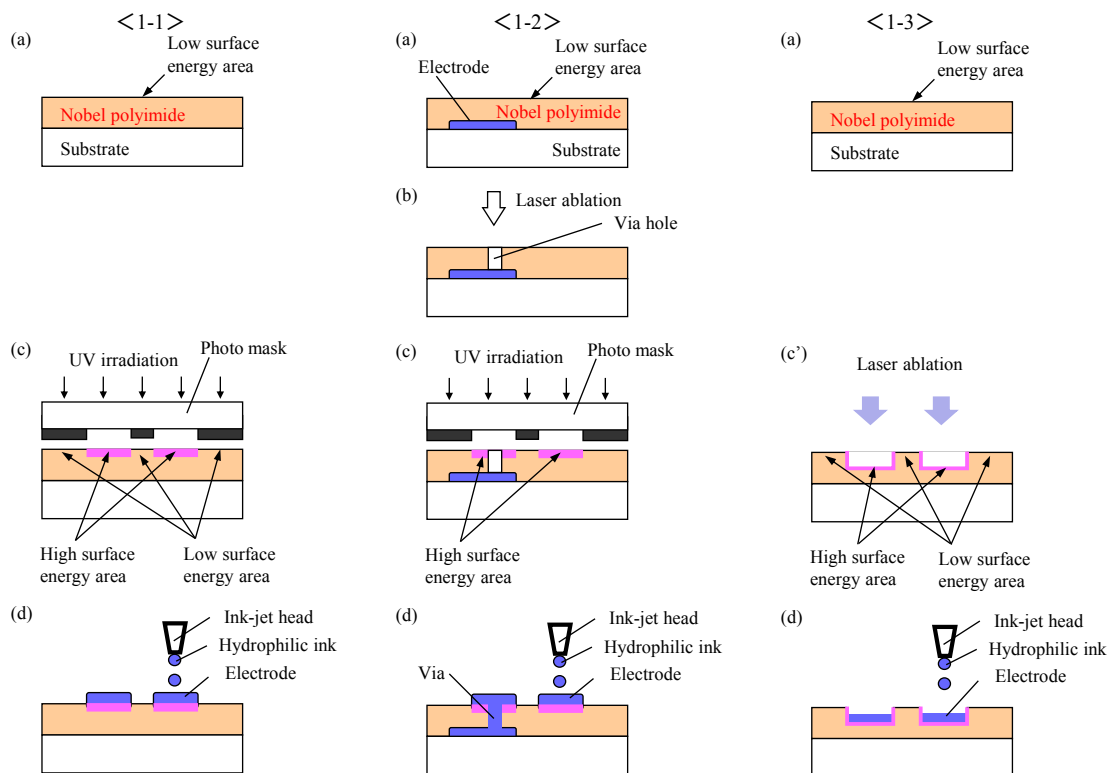 <1-1>
(a)
Low surface
energy area
Nobel polyimide
Substrate
(c)
UV irradiation
Photo mask
High surface
energy area
Low surface
energy area
(d)
Ink-jet head
Hydrophilic ink
Electrode
<1-2>
(a)
Electrode
Low surface
energy area
Nobel polyimide
Substrate
(b)
Laser ablation
Via hole
(c)
UV irradiation
Photo mask
High surface
energy area
(d)
Ink-jet head
Hydrophilic ink
Via
Electrode
<1-3>
(a)
Low surface
energy area
Nobel polyimide
Substrate
(c’)
Laser ablation
High surface
energy area
Low surface
energy area
(d)
Ink-jet head
Hydrophilic ink
Electrode